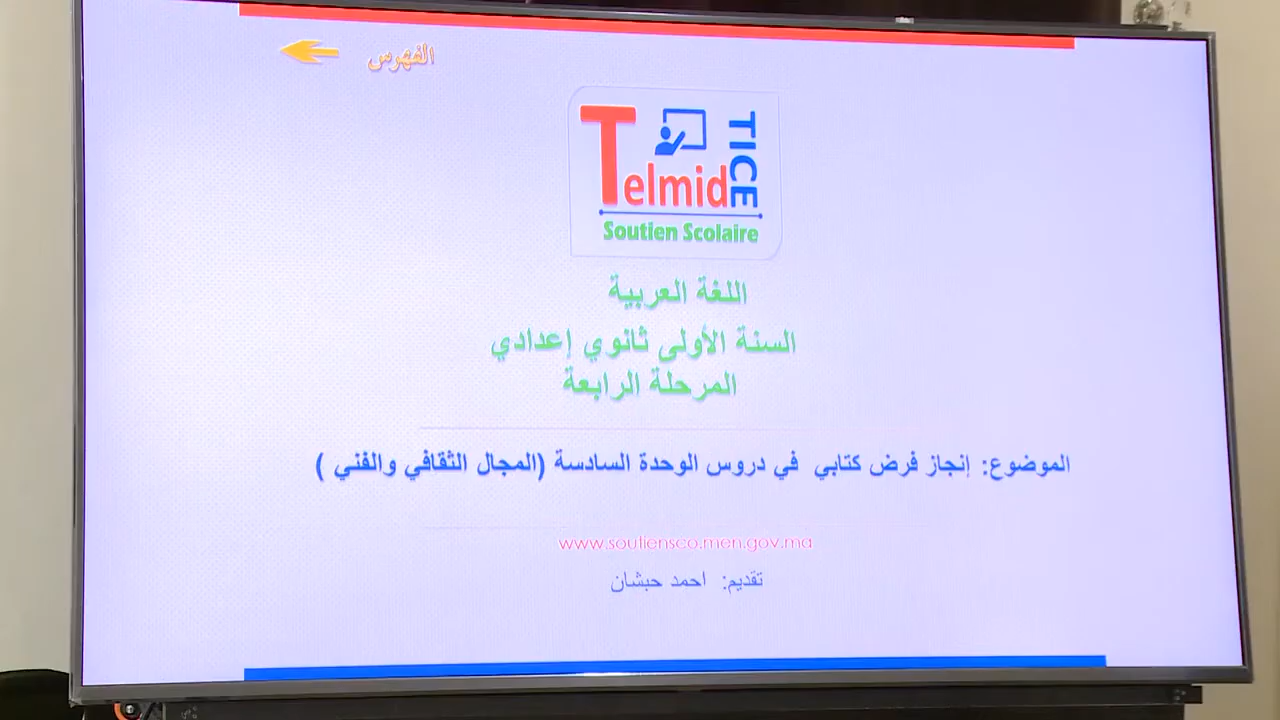 الفهرس
Telmid TICE
Soutien Scolaire
اللغة العربية
السنة الأولى ثانوي إعدادي
المرحلة الرابعة
الموضوع: إنجاز فرض كتابي في دروس الوحدة السادسة (المجال الثقافي والفني )
www.soutiensco.men.gov.ma
تقديم: احمد حبشان